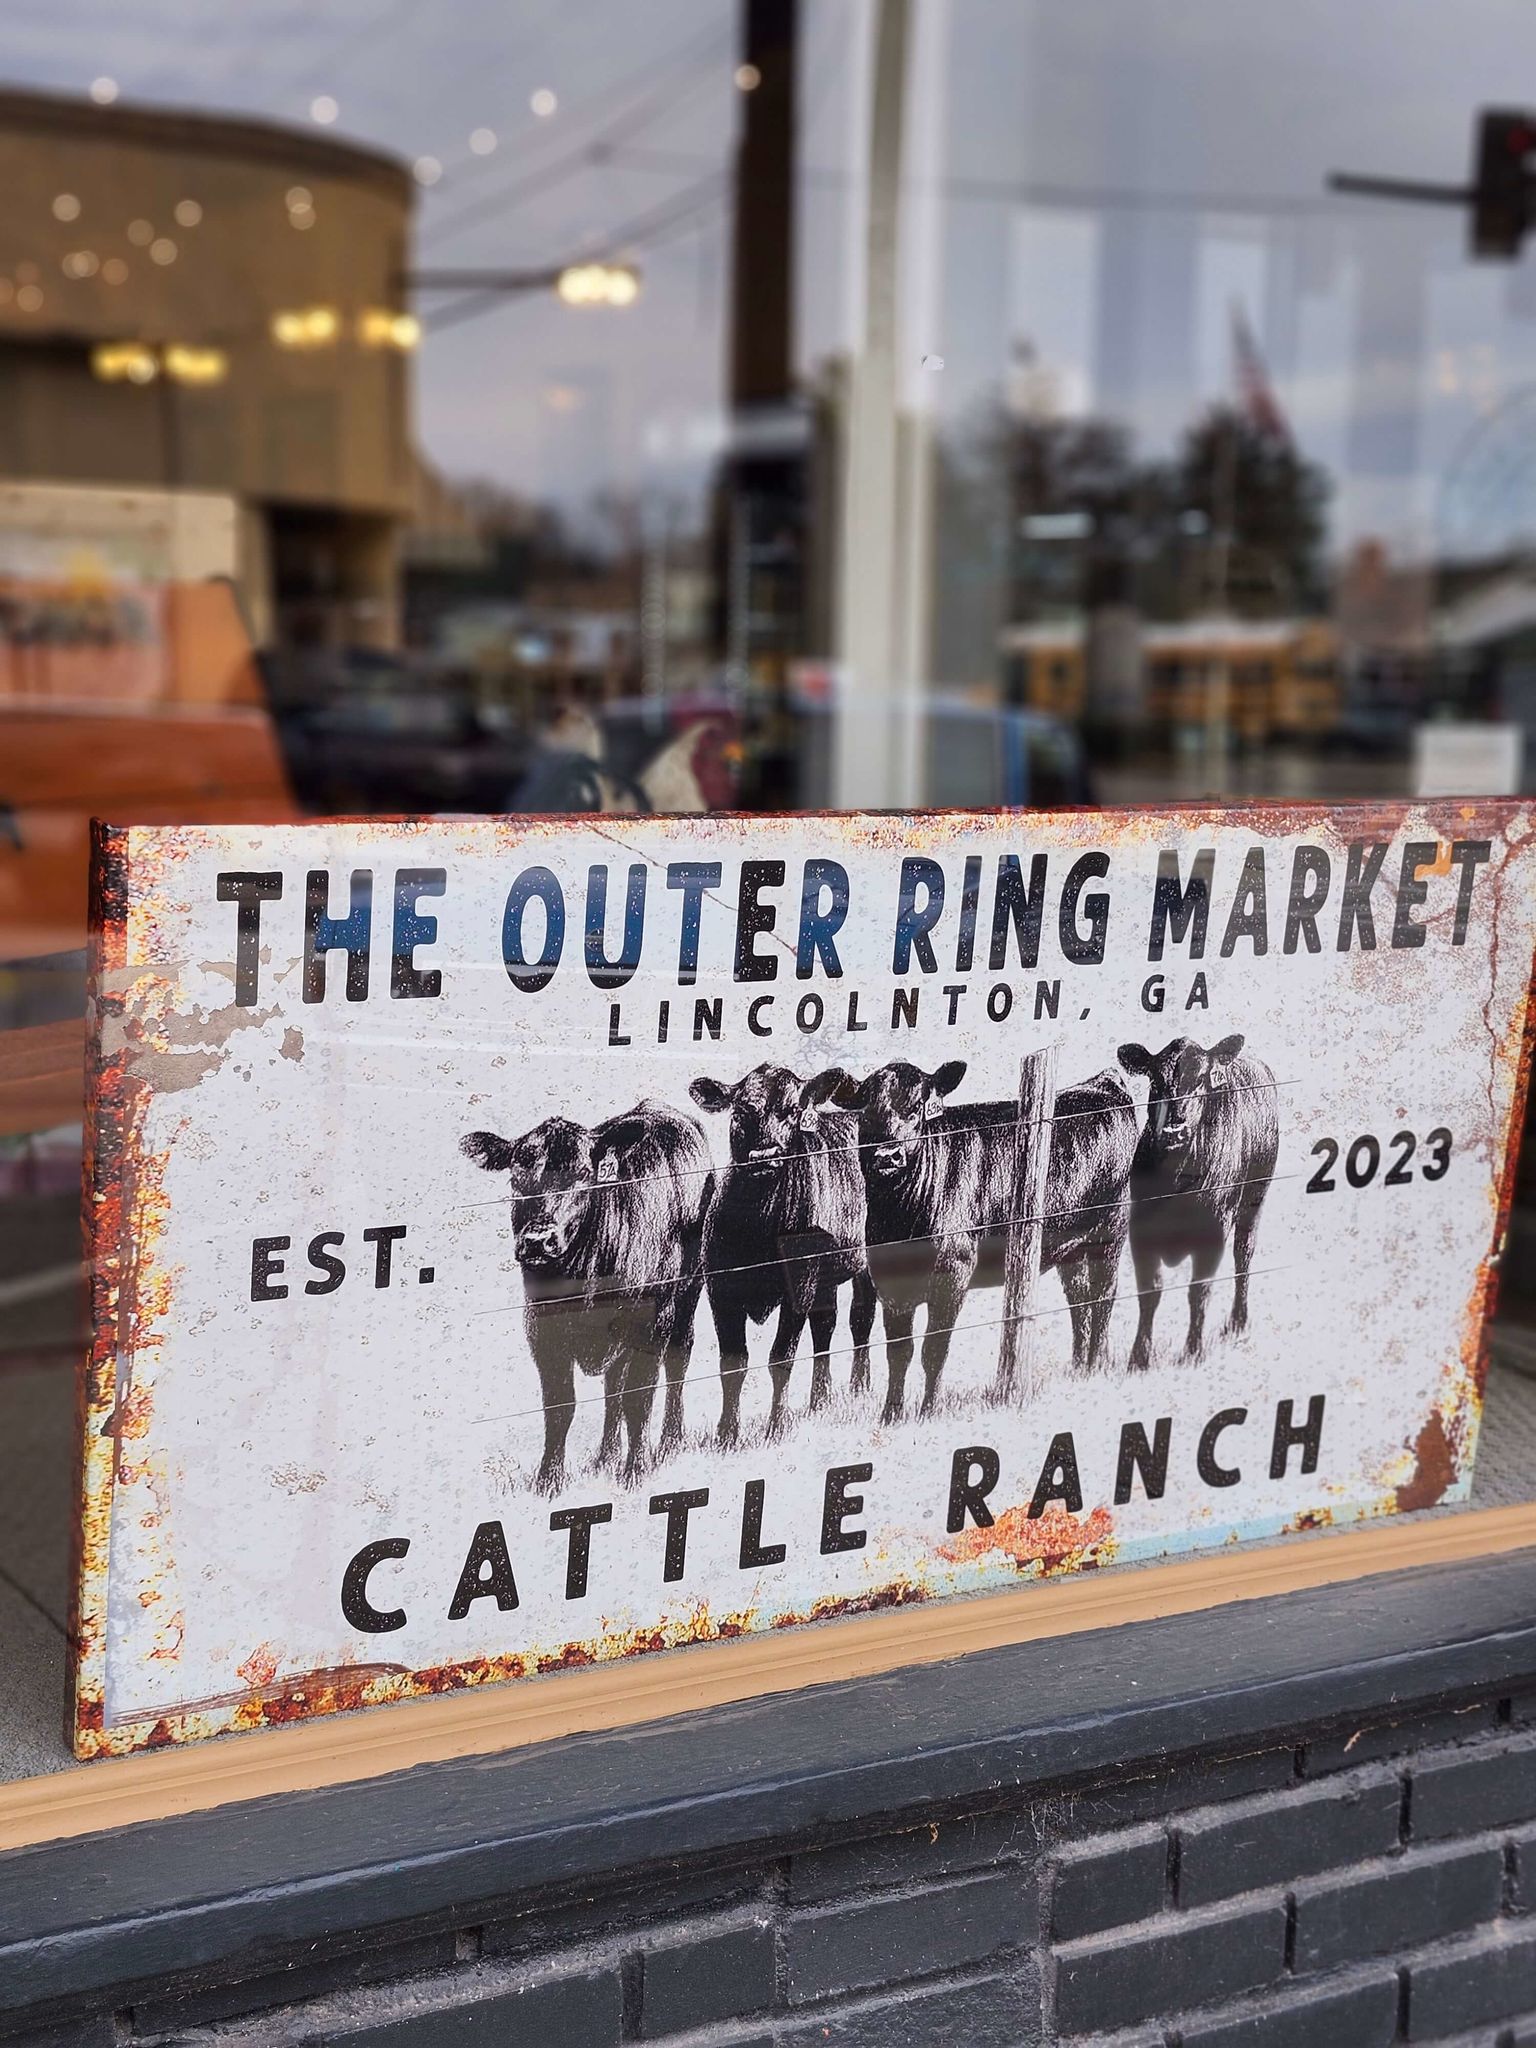 THE OUTER RING MARKET
LINCOLNTON, GA
EST. 2023
CATTLE RANCH